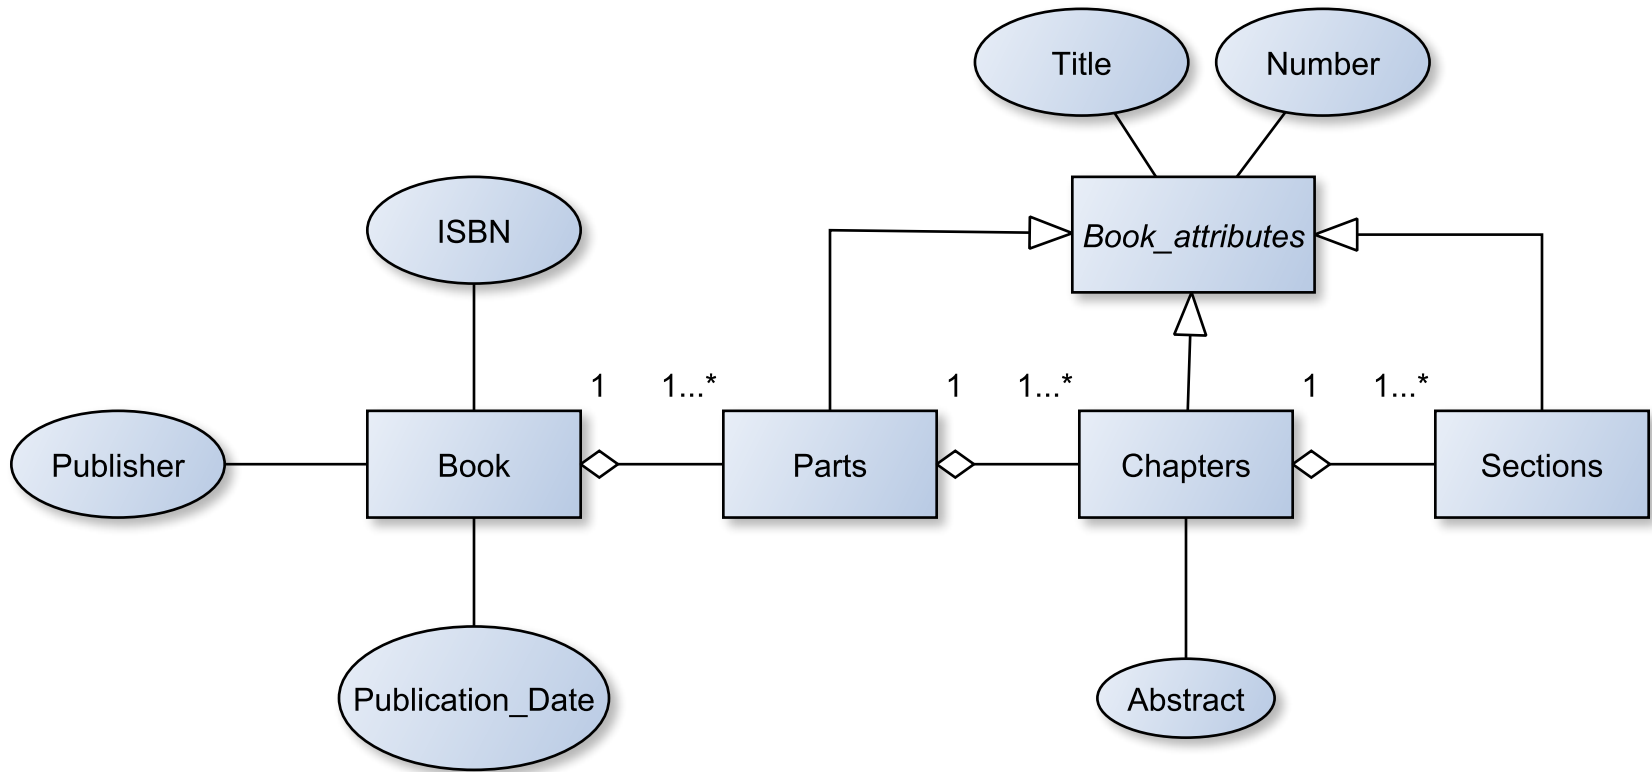 Title
Number
ISBN
Book_attributes
1
1...*
1
1...*
1
1...*
Publisher
Book
Parts
Chapters
Sections
Publication_Date
Abstract